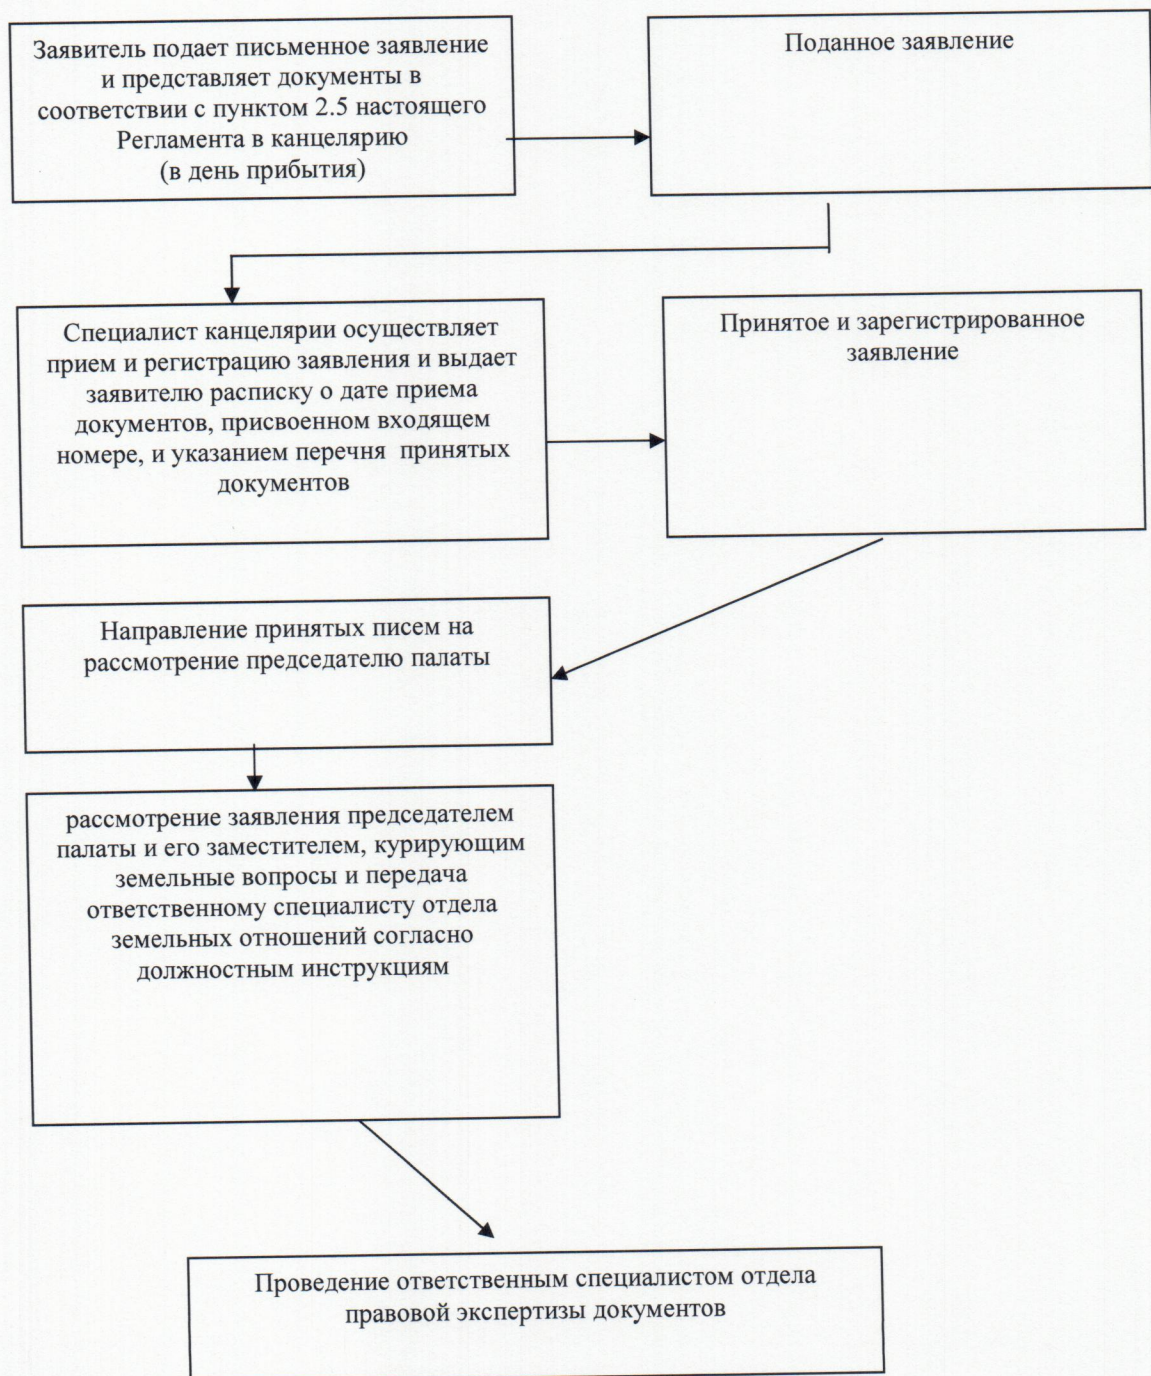 Заявитель подает письменное заявление
и представляет документы в
соответствии с пунктом 2.5 настоящего
Регламента в канцелярию
(в день прибытия)
Поданное заявление
Специалист канцелярии осуществляет
прием и регистрацию заявления и выдает
заявителю расписку о дате приема
документов, присвоенном входящем
номере, и указанием перечня принятых
документов
Принятое и зарегистрированное
заявление
Направление принятых писем на
рассмотрение председателю палаты
рассмотрение заявления председателем
палаты и его заместителем, курирующим
земельные вопросы и передача
ответственному специалисту отдела
земельных отношений согласно
должностным инструкциям
Проведение ответственным специалистом отдела
правовой экспертизы документов